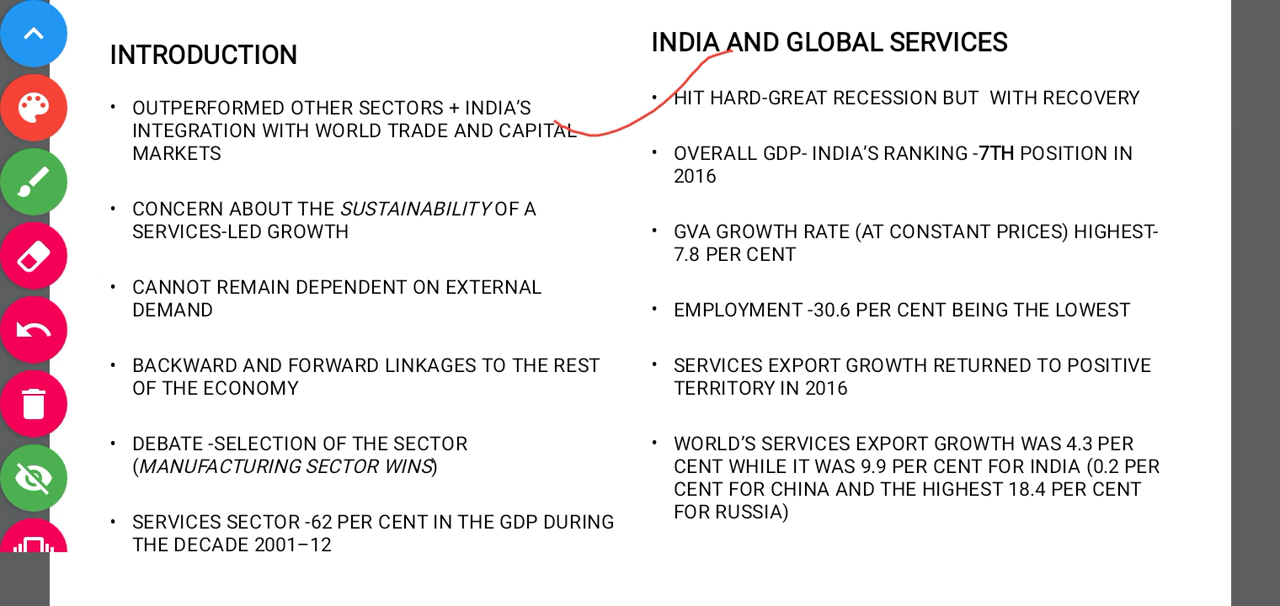 INTRODUCTION
• OUTPERFORMED OTHER SECTORS + INDIA'S
INTEGRATION WITH WORLD TRADE AND CAPITAL
MARKETS
• CONCERN ABOUT THE SUSTAINABILITY OF A
SERVICES-LED GROWTH
• CANNOT REMAIN DEPENDENT ON EXTERNAL
DEMAND
• BACKWARD AND FORWARD LINKAGES TO THE REST
OF THE ECONOMY
• DEBATE -SELECTION OF THE SECTOR
(MANUFACTURING SECTOR WINS)
• SERVICES SECTOR -62 PER CENT IN THE GDP DURING
THE DECADE 2001–12
INDIA AND GLOBAL SERVICES
• HIT HARD-GREAT RECESSION BUT  WITH RECOVERY
• OVERALL GDP- INDIA'S RANKING -7TH POSITION IN
2016
• GVA GROWTH RATE (AT CONSTANT PRICES) HIGHEST-
7.8 PER CENT
• EMPLOYMENT -30.6 PER CENT BEING THE LOWEST
• SERVICES EXPORT GROWTH RETURNED TO POSITIVE
TERRITORY IN 2016
• WORLD'S SERVICES EXPORT GROWTH WAS 4.3 PER
CENT WHILE IT WAS 9.9 PER CENT FOR INDIA (0.2 PER
CENT FOR CHINA AND THE HIGHEST 18.4 PER CENT
FOR RUSSIA)